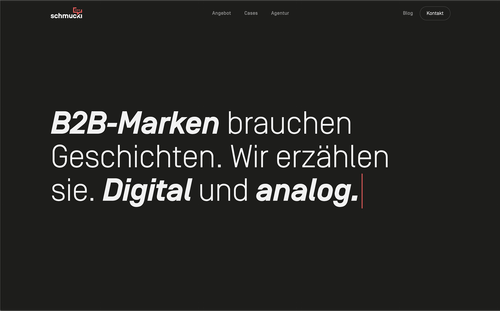 schmucki
Angebot
Cases
Agentur
Blog
Kontakt
B2B-Marken brauchen
Geschichten. Wir erzählen
sie. Digital und analog.